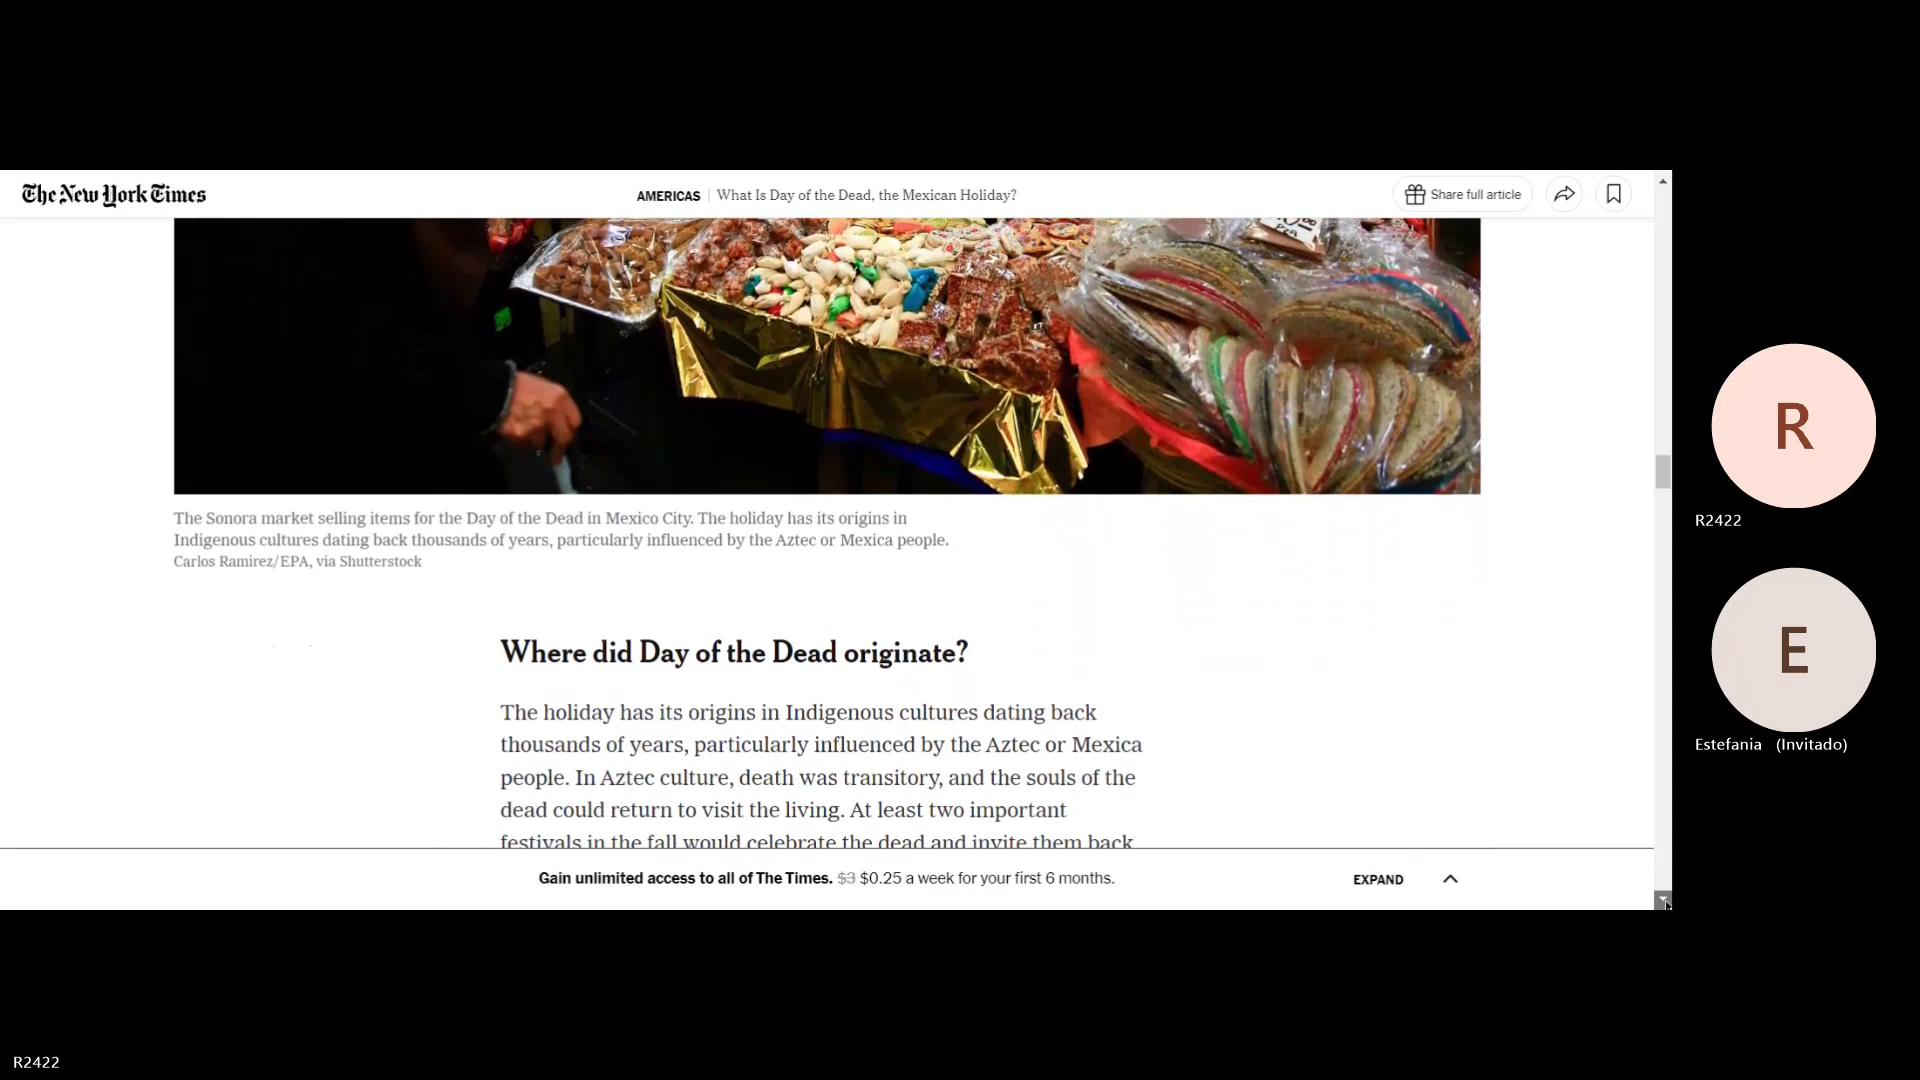 The New York Times
AMERICAS | What Is Day of the Dead, the Mexican Holiday?
Share full article
The Sonora market selling items for the Day of the Dead in Mexico City. The holiday has its origins in
Indigenous cultures dating back thousands of years, particularly influenced by the Aztec or Mexica people.
Carlos Ramirez/EPA, via Shutterstock
Where did Day of the Dead originate?
The holiday has its origins in Indigenous cultures dating back
thousands of years, particularly influenced by the Aztec or Mexica
people. In Aztec culture, death was transitory, and the souls of the
dead could return to visit the living. At least two important
festivals in the fall would celebrate the dead and invite them back
Gain unlimited access to all of The Times. $3 $0.25 a week for your first 6 months.
EXPAND
R
R2422
E
Estefania (Invitado)
R2422